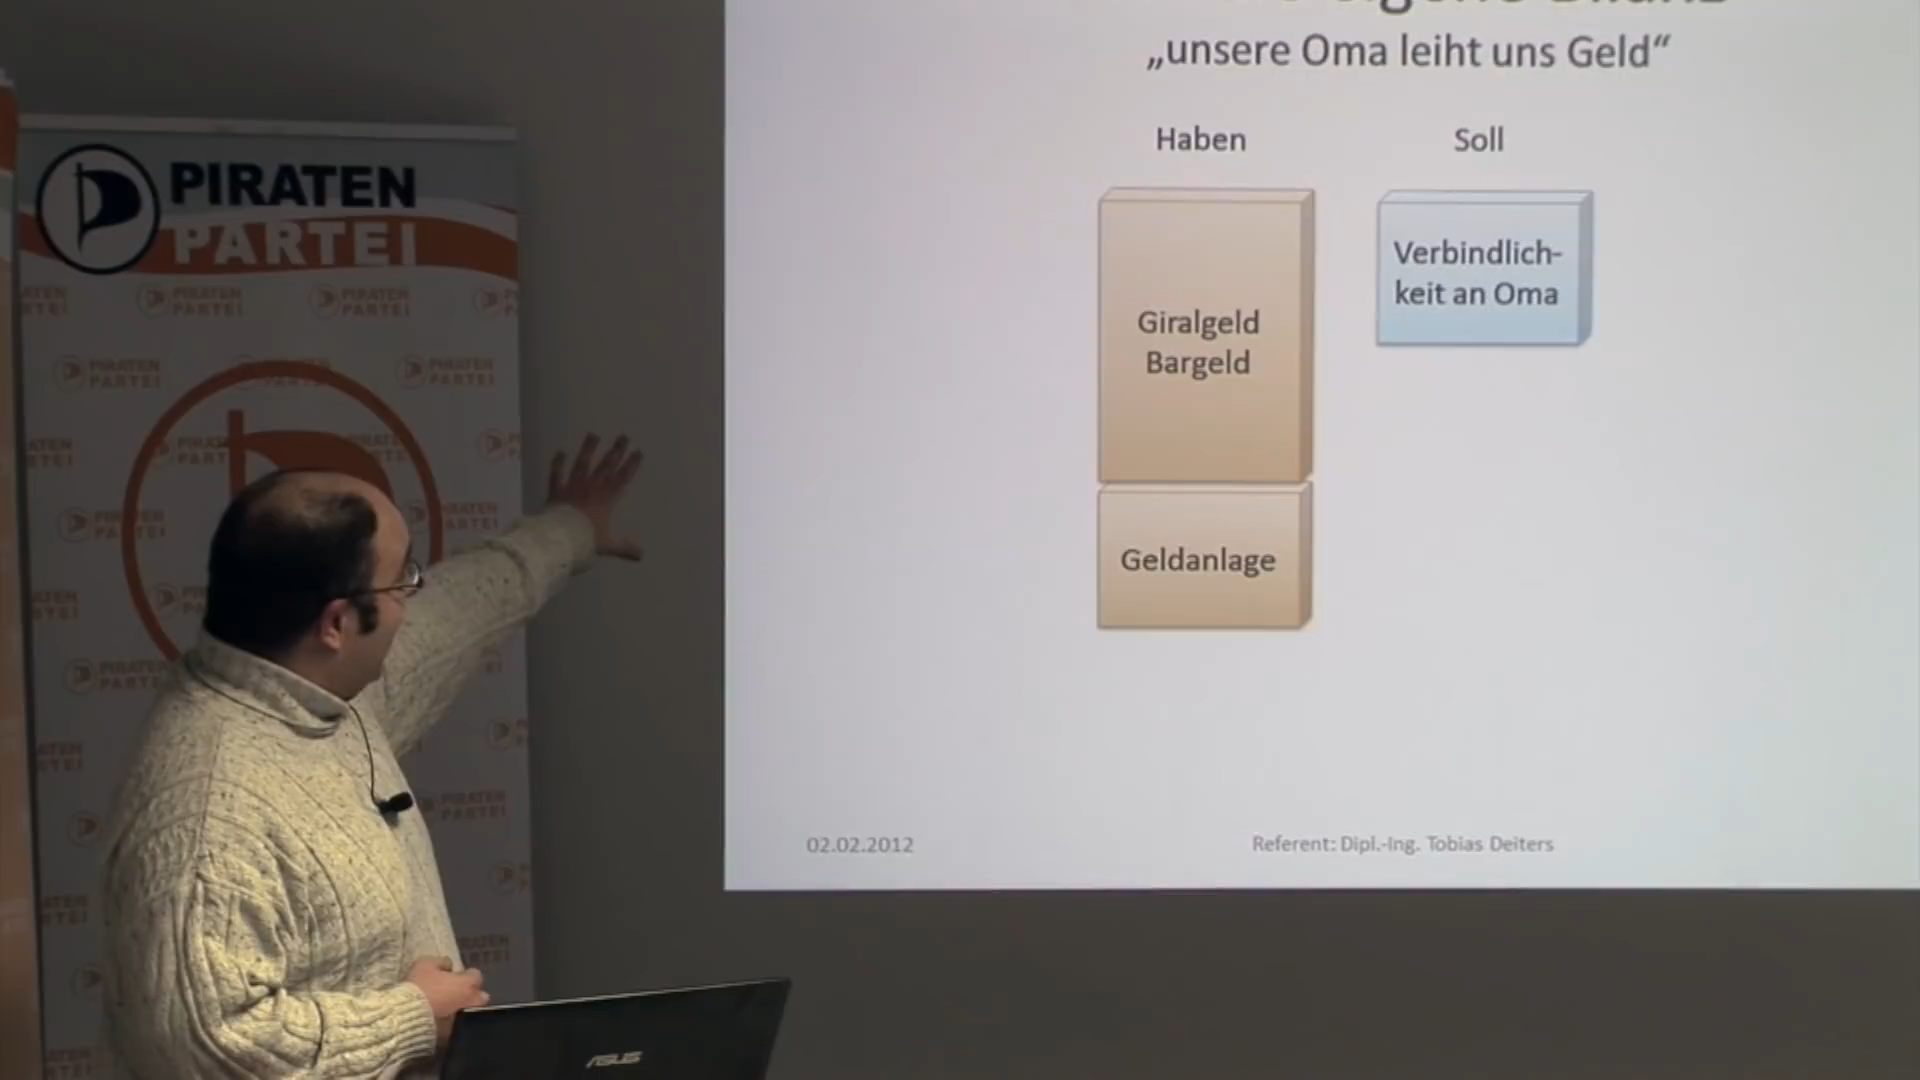 „unsere Oma leiht uns Geld“
Haben
Soll
Verbindlich-
keit an Oma
Giralgeld
Bargeld
Geldanlage
02.02.2012
Referent: Dipl.-Ing. Tobias Deiters
PIRATEN
PARTEI
ASUS